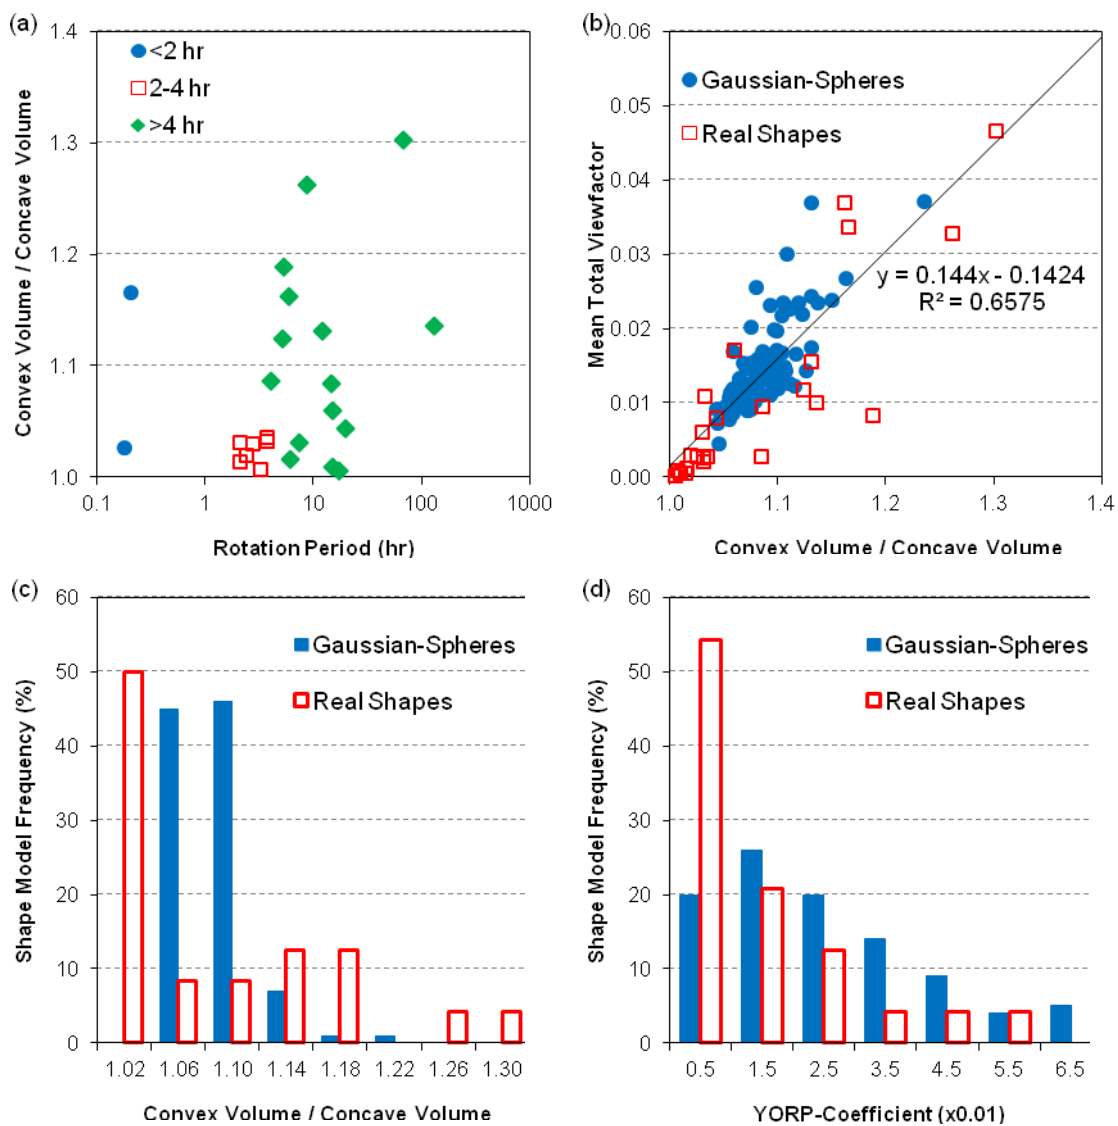 (a)
1.4
1.3
1.2
1.1
1.0
Convex Volume / Concave Volume
<2 hr
2-4 hr
>4 hr
0.1 1 10 100 1000
Rotation Period (hr)
(b)
0.06
0.05
0.04
0.03
0.02
0.01
0.00
Mean Total Viewfactor
Gaussian-Spheres
Real Shapes
y = 0.144x - 0.1424
R² = 0.6575
1.0 1.1 1.2 1.3 1.4
Convex Volume / Concave Volume
(c)
60
50
40
30
20
10
0
Shape Model Frequency (%)
Gaussian-Spheres
Real Shapes
1.02 1.06 1.10 1.14 1.18 1.22 1.26 1.30
Convex Volume / Concave Volume
(d)
60
50
40
30
20
10
0
Shape Model Frequency (%)
Gaussian-Spheres
Real Shapes
0.5 1.5 2.5 3.5 4.5 5.5 6.5
YORP-Coefficient (x0.01)